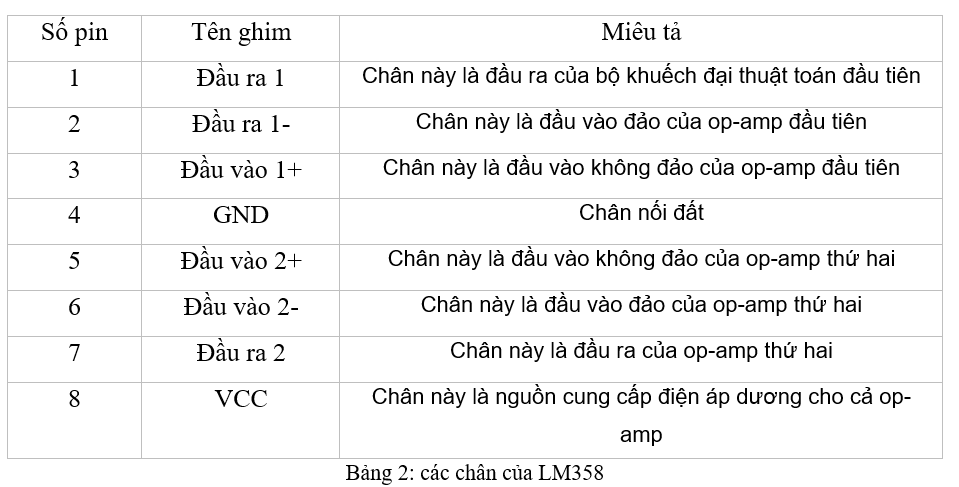 Số pin Tên ghim Miêu tả
1 Đầu ra 1 Chân này là đầu ra của bộ khuếch đại thuật toán đầu tiên
2 Đầu ra 1- Chân này là đầu vào đảo của op-amp đầu tiên
3 Đầu vào 1+ Chân này là đầu vào không đảo của op-amp đầu tiên
4 GND Chân nối đất
5 Đầu vào 2+ Chân này là đầu vào không đảo của op-amp thứ hai
6 Đầu vào 2- Chân này là đầu vào đảo của op-amp thứ hai
7 Đầu ra 2 Chân này là đầu ra của op-amp thứ hai
8 VCC Chân này là nguồn cung cấp điện áp dương cho cả op-
amp
Bảng 2: các chân của LM358